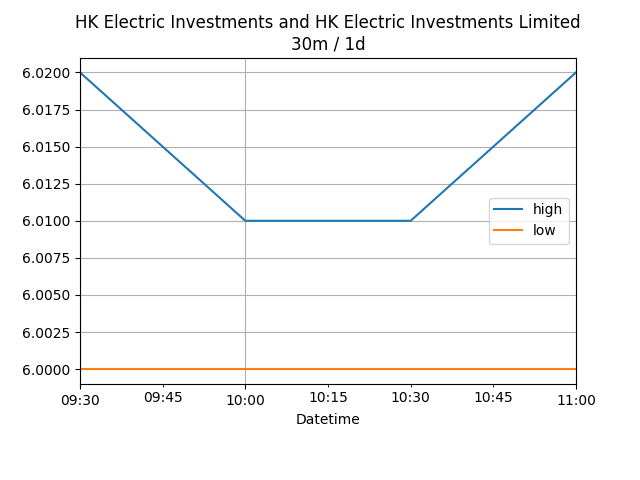 HK Electric Investments and HK Electric Investments Limited
30m / 1d
6.0200
6.0175
6.0150
6.0125
6.0100
6.0075
6.0050
6.0025
6.0000
high
low
09:30 09:45 10:00 10:15 10:30 10:45 11:00
Datetime